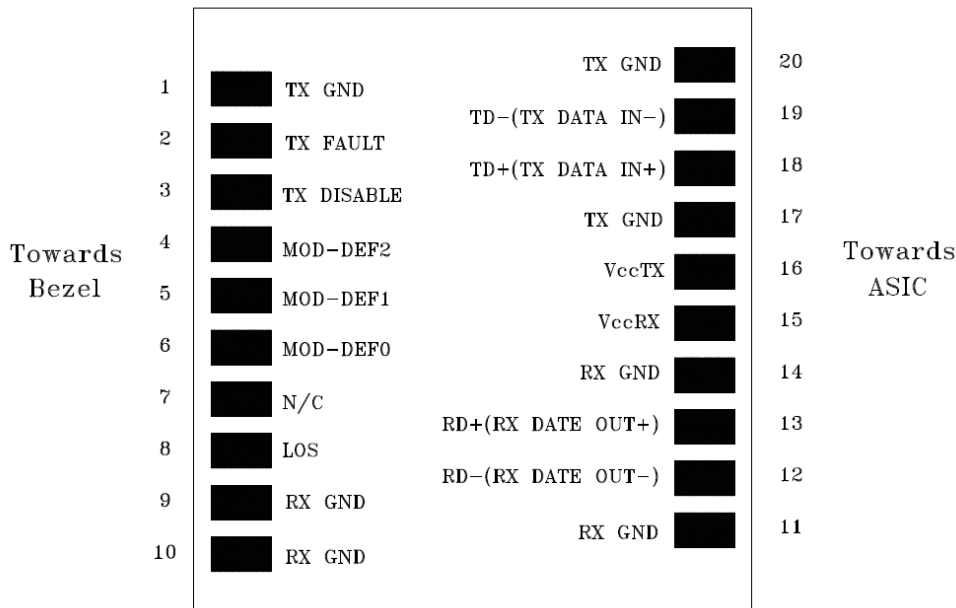 Towards
Bezel
1 TX GND
2 TX FAULT
3 TX DISABLE
4 MOD-DEF2
5 MOD-DEF1
6 MOD-DEF0
7 N/C
8 LOS
9 RX GND
10 RX GND
TX GND 20
TD-(TX DATA IN-) 19
TD+(TX DATA IN+) 18
TX GND 17
VccTX 16
VccRX 15
RX GND 14
RD+(RX DATE OUT+) 13
RD-(RX DATE OUT-) 12
RX GND 11
Towards
ASIC